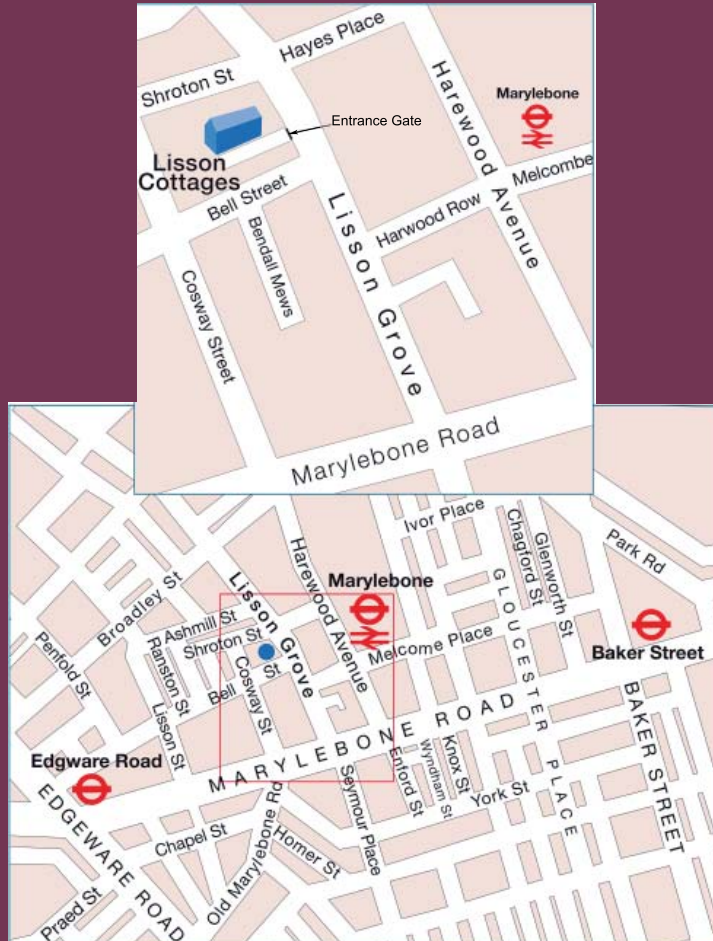 Hayes Place
Shroton St
Harewood Avenue
Marylebone
Entrance Gate
Lisson
Cottages
Melcombe
Bell Street
Lisson Grove
Harwood Row
Bendall Mews
Cosway Street
Marylebone Road
Ivor Place
Chagford St
Glenworth St
Park Rd
Harewood Avenue
Marylebone
Lisson Grove
Broadley St
GLOUCESTER PLACE
Ashmill St
Shroton St
Penfold St
Ranston St
Melcome Place
Baker Street
Bell St
Cosway St
Lisson St
MARYLEBONE ROAD
BAKER STREET
Edgware Road
Enford St
Wyndham St
Knox St
Seymour Place
York St
EDGEWARE ROAD
Chapel St
Homer St
Old Marylebone Rd
Praed St